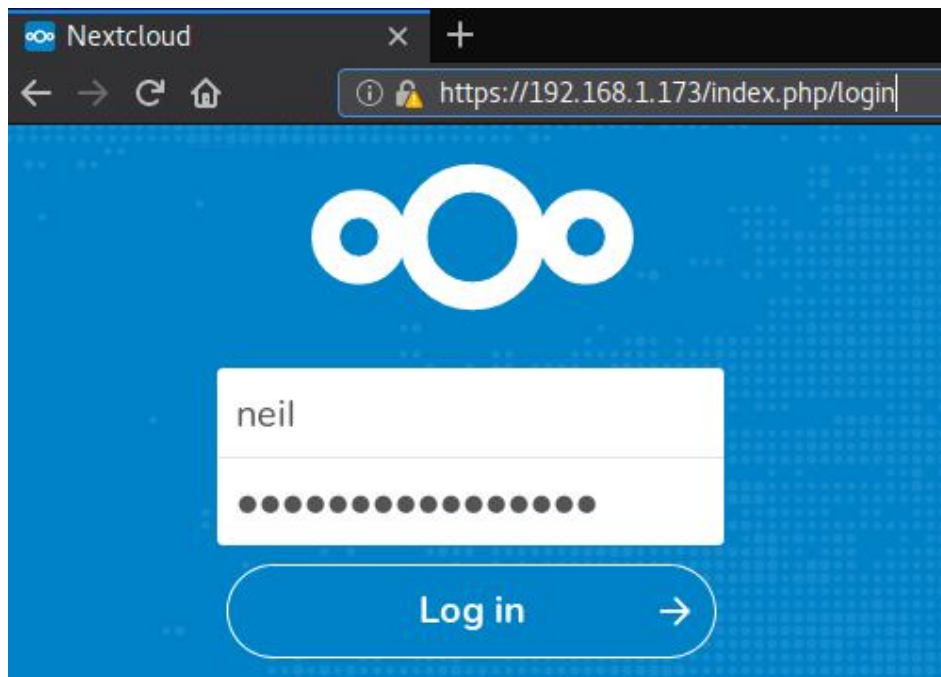 Nextcloud
https://192.168.1.173/index.php/login
neil
●●●●●●●●●●●●●●●●
Log in